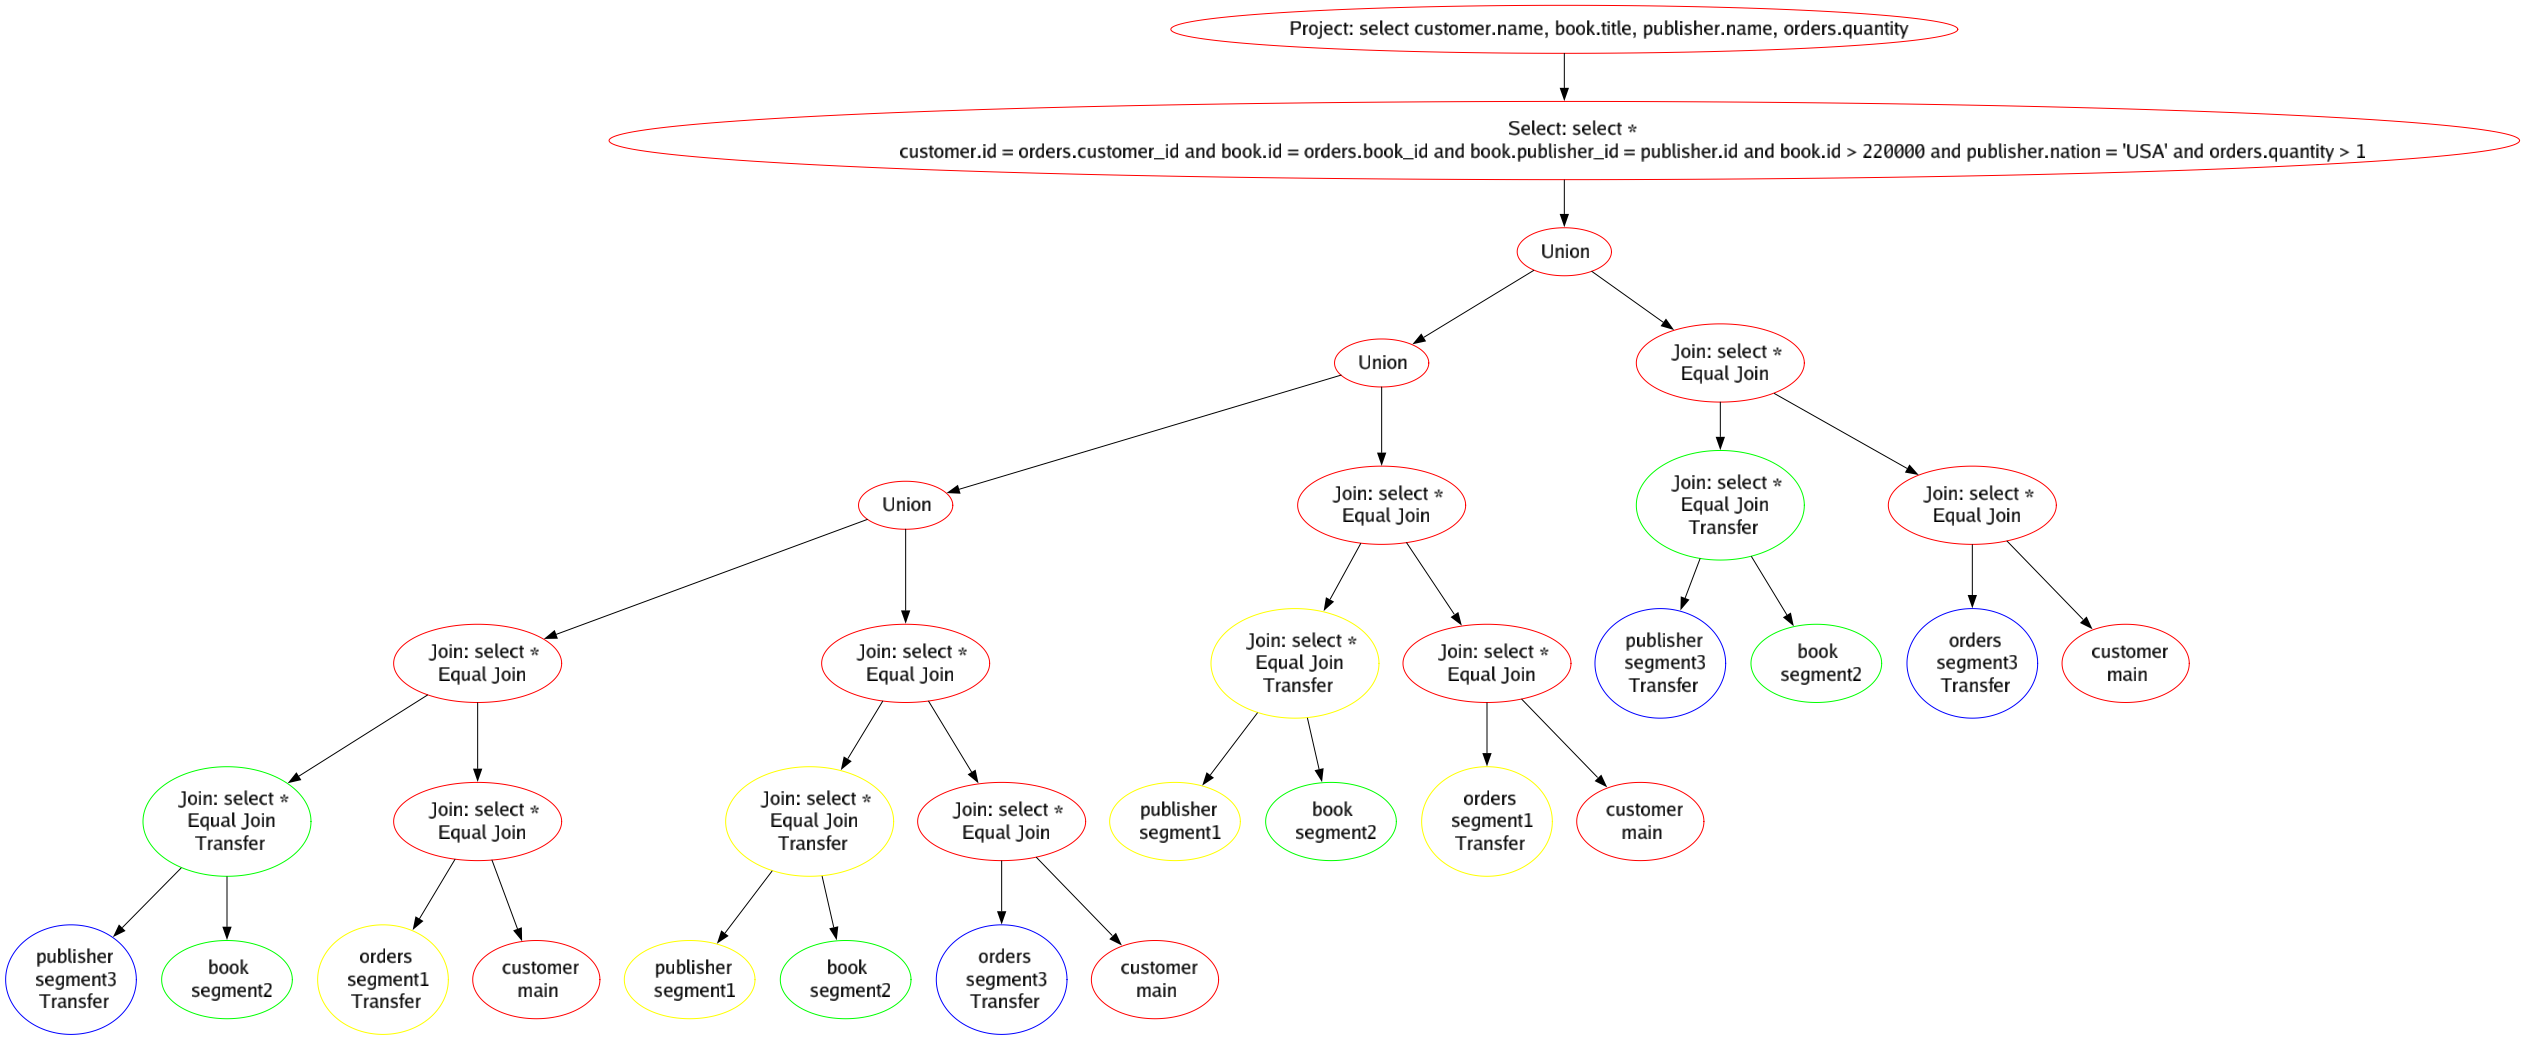 Project: select customer.name, book.title, publisher.name, orders.quantity
Select: select *
customer.id = orders.customer_id and book.id = orders.book_id and book.publisher_id = publisher.id and book.id > 220000 and publisher.nation = 'USA' and orders.quantity > 1
Union
Union
Join: select *
Equal Join
Union
Join: select *
Equal Join
Join: select *
Equal Join
Transfer
Join: select *
Equal Join
Join: select *
Equal Join
Join: select *
Equal Join
Join: select *
Equal Join
Transfer
Join: select *
Equal Join
publisher
segment3
Transfer
book
segment2
orders
segment3
Transfer
customer
main
Join: select *
Equal Join
Transfer
Join: select *
Equal Join
Join: select *
Equal Join
Transfer
Join: select *
Equal Join
publisher
segment1
book
segment2
orders
segment1
Transfer
customer
main
publisher
segment3
Transfer
book
segment2
orders
segment1
Transfer
customer
main
publisher
segment1
book
segment2
orders
segment3
Transfer
customer
main